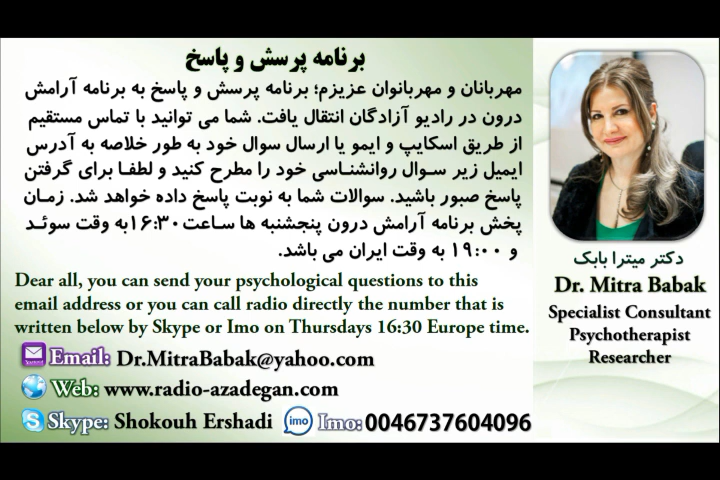 برنامه پرسش و پاسخ
مهربانان و مهربانوان عزیزم؛ برنامه پرسش و پاسخ به برنامه آرامش
درون در رادیو آزادگان انتقال یافت. شما می توانید با تماس مستقیم
از طریق اسکایپ و ایمو یا ارسال سوال خود به طور خلاصه به آدرس
ایمیل زیر سوال روانشناسی خود را مطرح کنید و لطفا برای گرفتن
پاسخ صبور باشید. سوالات شما به نوبت پاسخ داده خواهد شد. زمان
پخش برنامه آرامش درون پنجشنبه ها ساعت ۱۶:۳۰به وقت سوئد
و ۱۹:۰۰ به وقت ایران می باشد.
Dear all, you can send your psychological questions to this
email address or you can call radio directly the number that is
written below by Skype or Imo on Thursdays 16:30 Europe time.
Email: Dr.MitraBabak@yahoo.com
Web: www.radio-azadegan.com
Skype: Shokouh Ershadi imo Imo: 0046737604096
دکتر میترا بابک
Dr. Mitra Babak
Specialist Consultant
Psychotherapist
Researcher